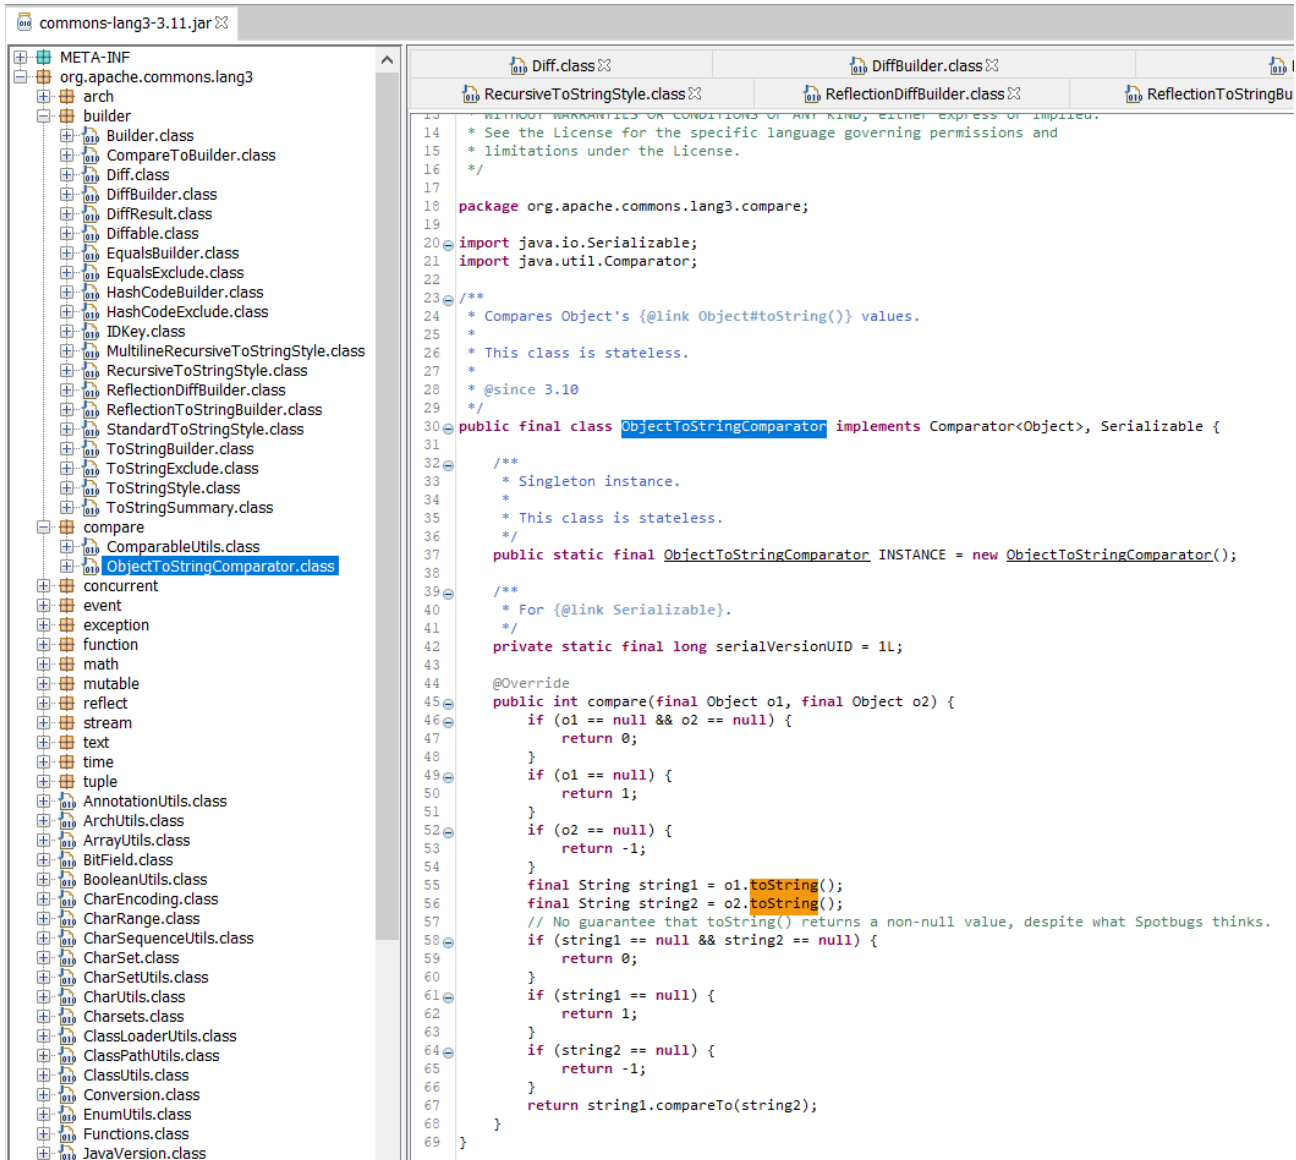 commons-lang3-3.11.jar
META-INF
org.apache.commons.lang3
arch
builder
Builder.class
CompareToBuilder.class
Diff.class
DiffBuilder.class
DiffResult.class
Diffable.class
EqualsBuilder.class
EqualsExclude.class
HashCodeBuilder.class
HashCodeExclude.class
IDKey.class
MultilineRecursiveToStringStyle.class
RecursiveToStringStyle.class
ReflectionDiffBuilder.class
ReflectionToStringBuilder.class
StandardToStringStyle.class
ToStringBuilder.class
ToStringExclude.class
ToStringStyle.class
ToStringSummary.class
compare
ComparableUtils.class
ObjectToStringComparator.class
concurrent
event
exception
function
math
mutable
reflect
stream
text
time
tuple
AnnotationUtils.class
ArchUtils.class
ArrayUtils.class
BitField.class
BooleanUtils.class
CharEncoding.class
CharRange.class
CharSequenceUtils.class
CharSet.class
CharSetUtils.class
CharUtils.class
Charsets.class
ClassLoaderUtils.class
ClassPathUtils.class
ClassUtils.class
Conversion.class
EnumUtils.class
Functions.class
JavaVersion.class
Diff.class DiffBuilder.class
RecursiveToStringStyle.class ReflectionDiffBuilder.class ReflectionToStringBu
13 * WITHOUT WARRANTIES OR CONDITIONS OF ANY KIND, either express or implied.
14 * See the License for the specific language governing permissions and
15 * limitations under the License.
16 */
17
18 package org.apache.commons.lang3.compare;
19
20 import java.io.Serializable;
21 import java.util.Comparator;
22
23 /**
24 * Compares Object's {@link Object#toString()} values.
25 *
26 * This class is stateless.
27 *
28 * @since 3.10
29 */
30 public final class ObjectToStringComparator implements Comparator<Object>, Serializable {
31
32 /**
33 * Singleton instance.
34 *
35 * This class is stateless.
36 */
37 public static final ObjectToStringComparator INSTANCE = new ObjectToStringComparator();
38
39 /**
40 * For {@link Serializable}.
41 */
42 private static final long serialVersionUID = 1L;
43
44 @Override
45 public int compare(final Object o1, final Object o2) {
46 if (o1 == null && o2 == null) {
47 return 0;
48 }
49 if (o1 == null) {
50 return 1;
51 }
52 if (o2 == null) {
53 return -1;
54 }
55 final String string1 = o1.toString();
56 final String string2 = o2.toString();
57 // No guarantee that toString() returns a non-null value, despite what Spotbugs thinks.
58 if (string1 == null && string2 == null) {
59 return 0;
60 }
61 if (string1 == null) {
62 return 1;
63 }
64 if (string2 == null) {
65 return -1;
66 }
67 return string1.compareTo(string2);
68 }
69 }